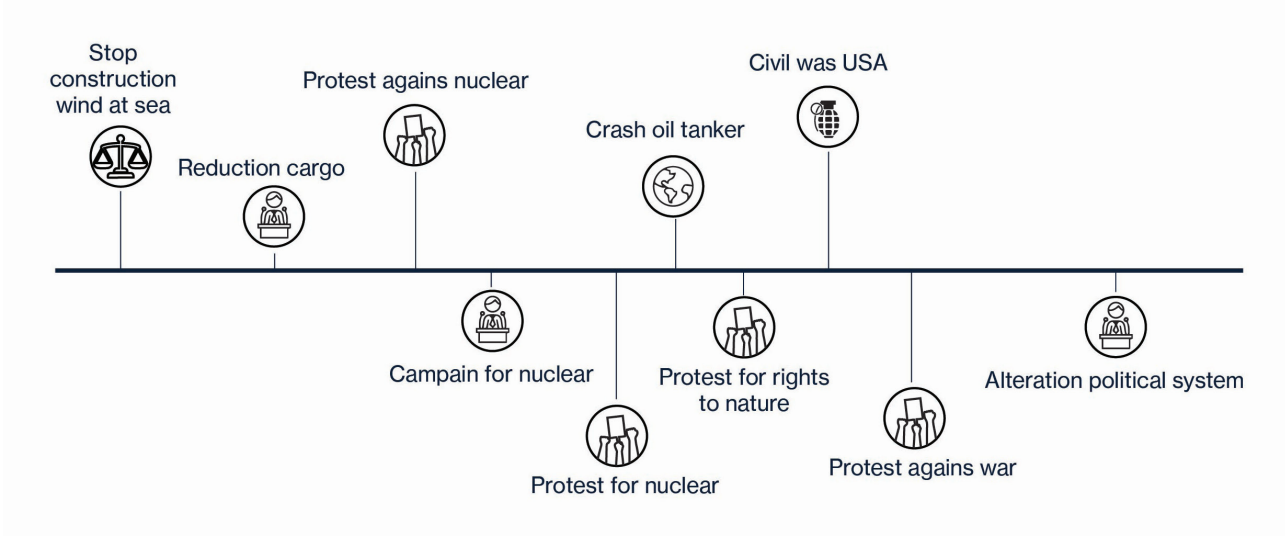 Stop
construction
wind at sea
Reduction cargo
Protest agains nuclear
Campain for nuclear
Protest for nuclear
Crash oil tanker
Protest for rights
to nature
Civil was USA
Protest agains war
Alteration political system